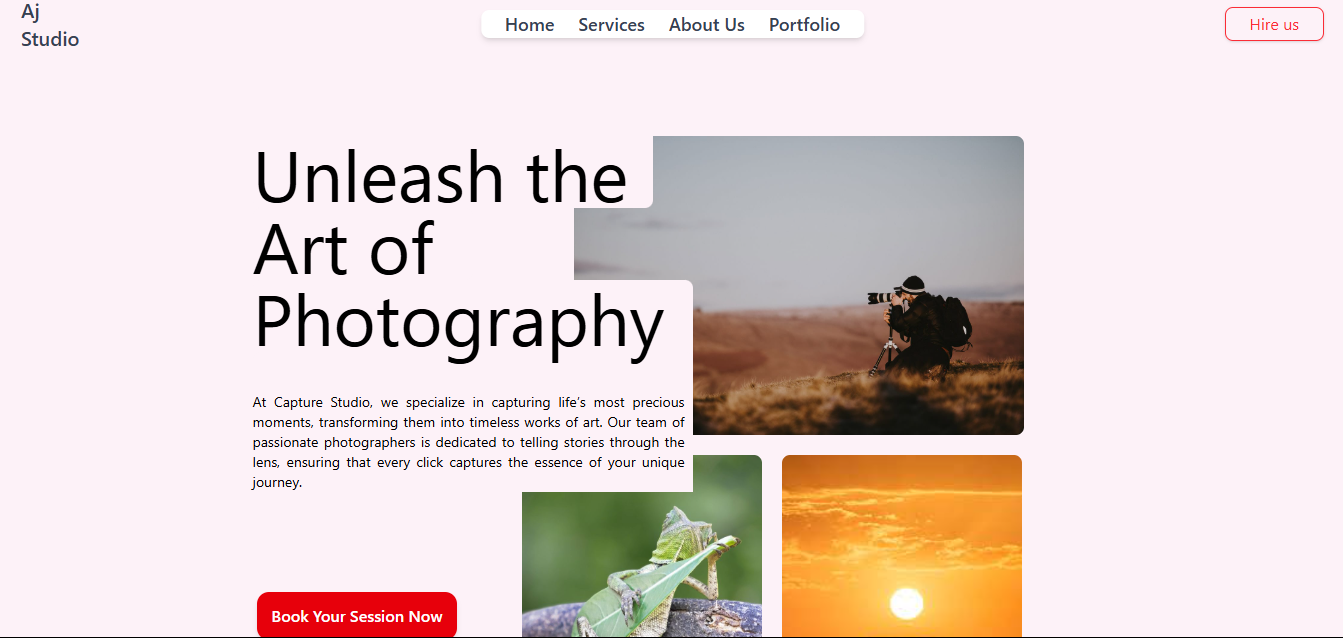 Aj
Studio
Home
Services
About Us
Portfolio
Hire us
Unleash the
Art of
Photography
At Capture Studio, we specialize in capturing life’s most precious
moments, transforming them into timeless works of art. Our team of
passionate photographers is dedicated to telling stories through the
lens, ensuring that every click captures the essence of your unique
journey.
Book Your Session Now